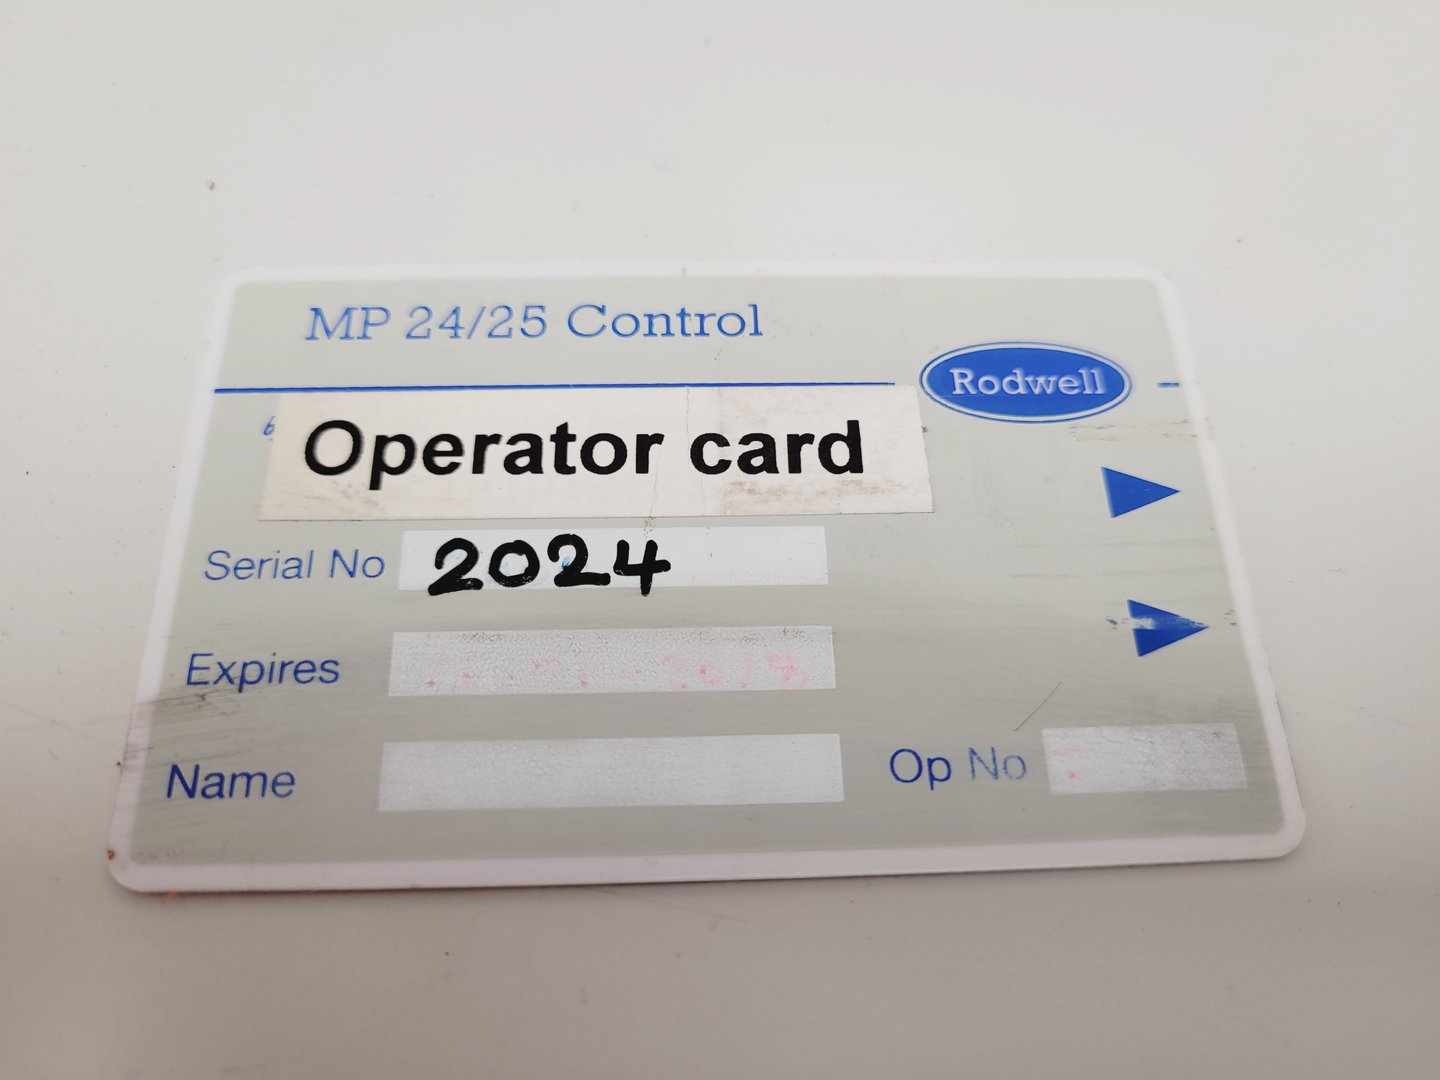 MP 24/25 Control
Rodwell
Operator card
Serial No 2024
Expires
Name
Op No